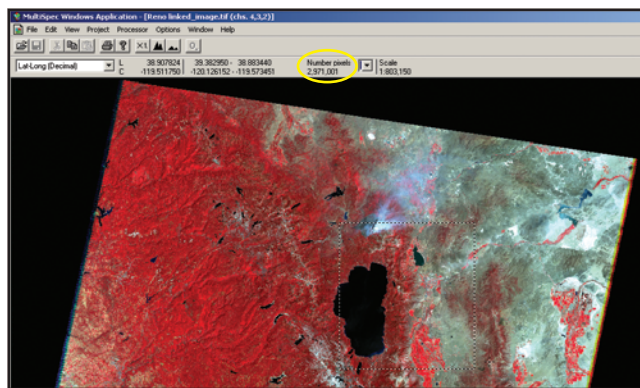 MultiSpec Windows Application - [Reno linked_image.tif (chs. 4,3,2)]
File Edit View Project Processor Options Window Help
Lat-Long (Decimal) L 38.907824 39.382950 - 38.883440 Number pixels Scale
C -119.511750 -120.126152 - -119.573451 2,971,001 1:803,150